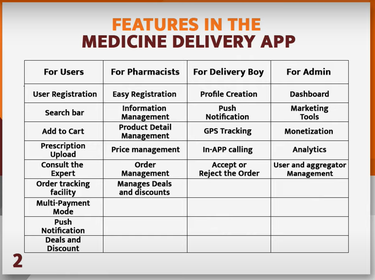 FEATURES IN THE
MEDICINE DELIVERY APP
For Users For Pharmacists For Delivery Boy For Admin
User Registration Easy Registration Profile Creation Dashboard
Search bar Information Management Push Notification Marketing Tools
Add to Cart Product Detail Management GPS Tracking Monetization
Prescription Upload Price management In-APP calling Analytics
Consult the Expert Order Management Accept or Reject the Order User and aggregator Management
Order tracking facility Manages Deals and discounts
Multi-Payment Mode
Push Notification
Deals and Discount
2